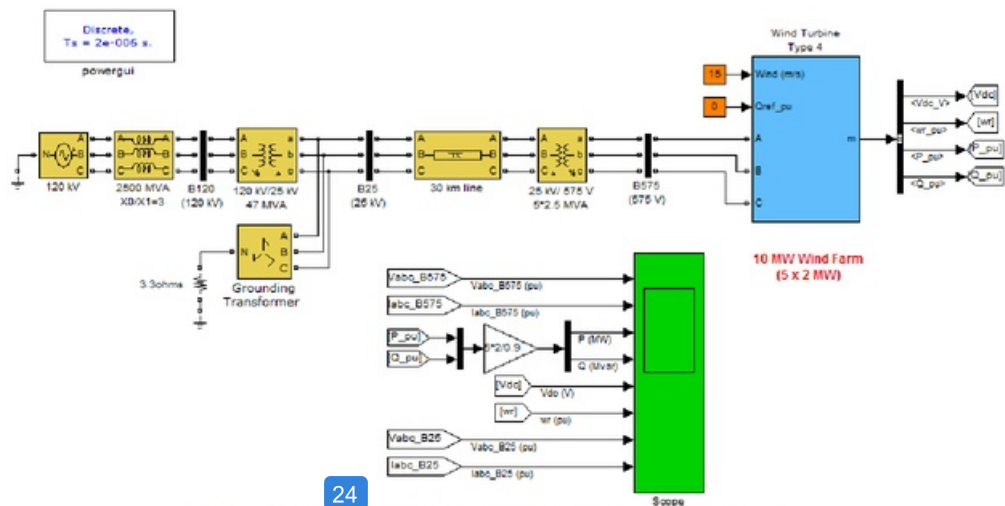 Discrete,
Ts = 2e-006 s.
powergui
Wind Turbine
Type 4
15
Wind (m/s)
0
Qref_pu
A
B
C
m
[Vdc]
<Vdc_V>
[wr]
<wr_pu>
[P_pu]
<P_pu>
[Q_pu]
<Q_pu>
N
A
B
C
120 kV
A
B
C
A
B
C
2500 MVA
X0/X1=3
B120
(120 kV)
A
B
C
a
b
c
120 kV/25 kV
47 MVA
B25
(25 kV)
A
B
C
A
B
C
30 km line
A
B
C
a
b
c
25 kV/ 575 V
5*2.5 MVA
B575
(575 V)
10 MW Wind Farm
(5 x 2 MW)
N
A
B
C
3.3ohms
Grounding
Transformer
Vabc_B575
Vabc_B575 (pu)
Iabc_B575
Iabc_B575 (pu)
[P_pu]
[Q_pu]
5*2/0.9
P (MW)
Q (Mvar)
[Vdc]
Vdc (V)
[wr]
wr (pu)
Vabc_B25
Vabc_B25 (pu)
Iabc_B25
Iabc_B25 (pu)
Scope
24